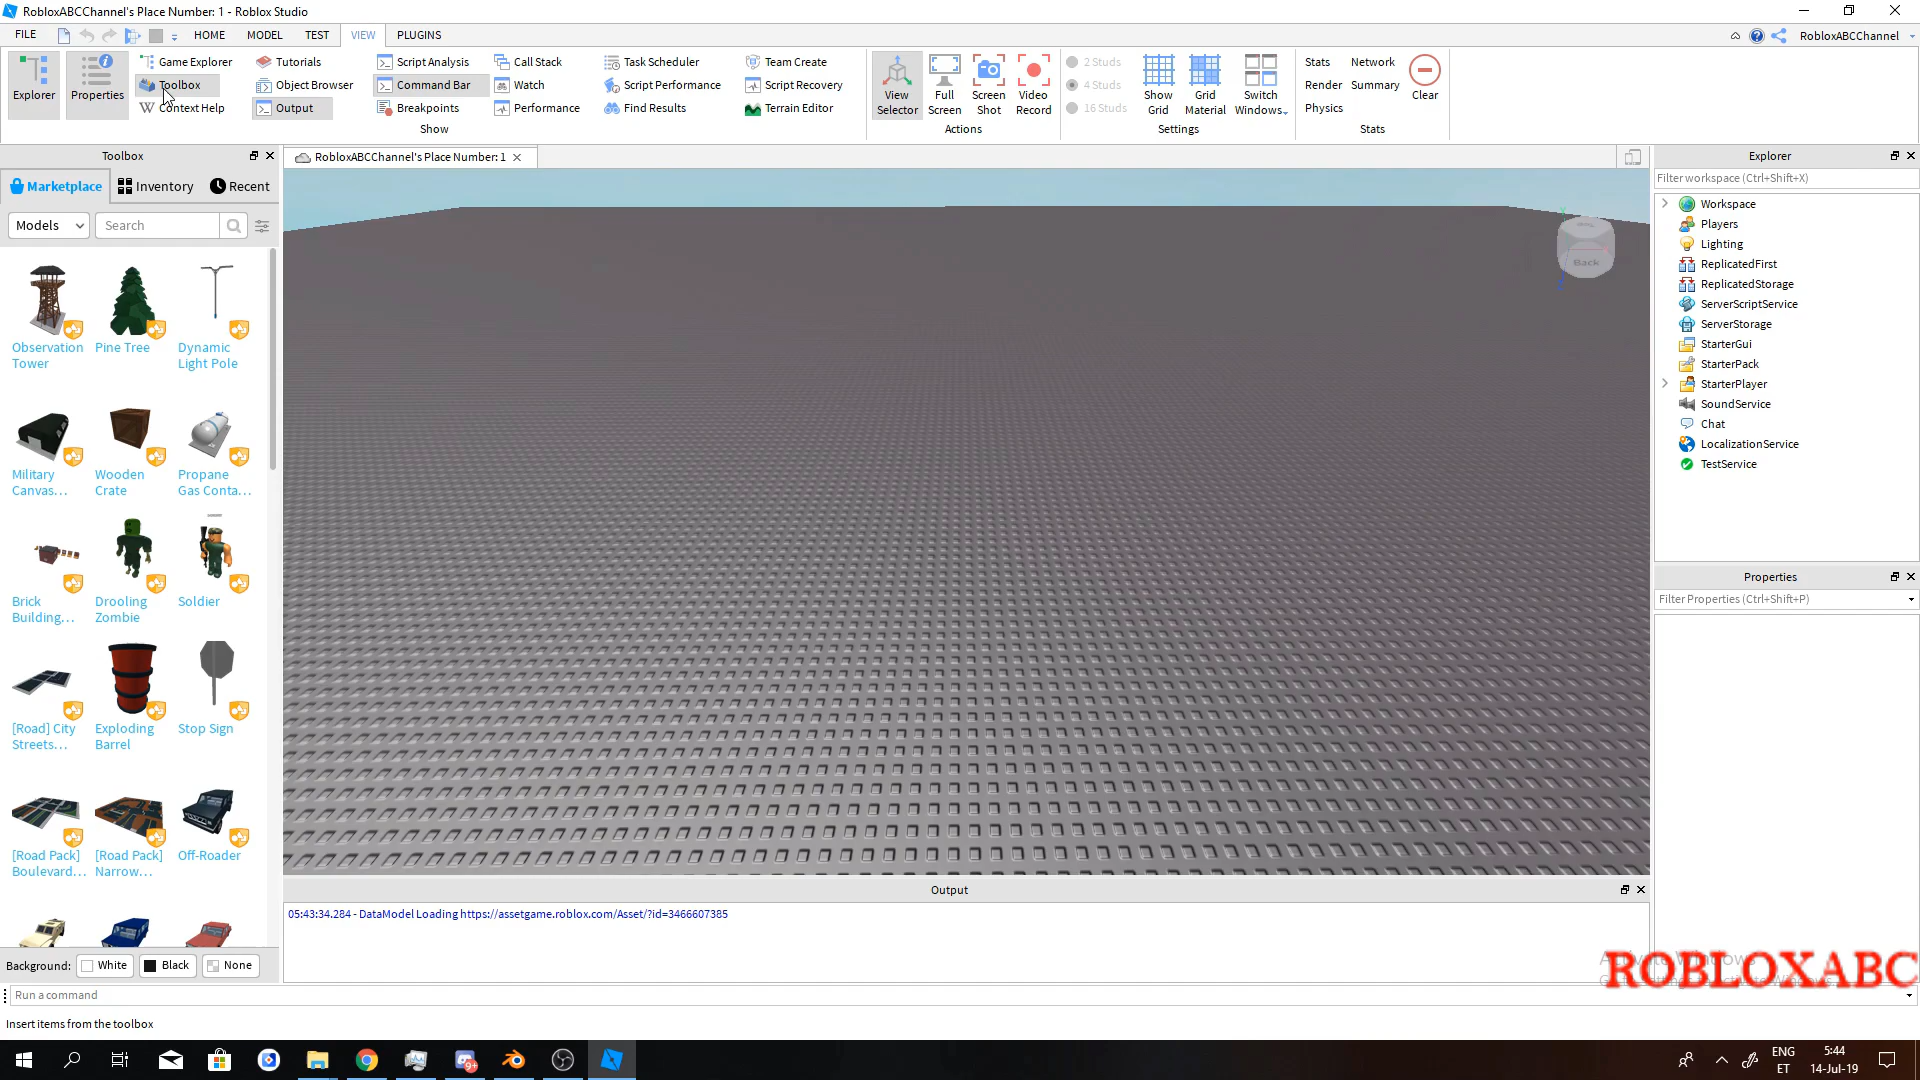 RobloxABCChannel's Place Number: 1 - Roblox Studio
FILE HOME MODEL TEST VIEW PLUGINS RobloxABCChannel
Explorer Properties
Game Explorer
Toolbox
Context Help
Tutorials
Object Browser
Output
Script Analysis
Command Bar
Breakpoints
Call Stack
Watch
Performance
Task Scheduler
Script Performance
Find Results
Team Create
Script Recovery
Terrain Editor
Show
View Selector
Full Screen
Screen Shot
Video Record
Actions
2 Studs
4 Studs
16 Studs
Show Grid
Grid Material
Switch Windows
Settings
Stats Network
Render Summary
Physics
Clear
Stats
Toolbox
Marketplace Inventory Recent
Models Search
Observation Tower
Pine Tree
Dynamic Light Pole
Military Canvas...
Wooden Crate
Propane Gas Conta...
Brick Building...
Drooling Zombie
Soldier
[Road] City Streets...
Exploding Barrel
Stop Sign
[Road Pack] Boulevard...
[Road Pack] Narrow...
Off-Roader
Background: White Black None
RobloxABCChannel's Place Number: 1
Back
Output
05:43:34.284 - DataModel Loading https://assetgame.roblox.com/Asset/?id=3466607385
Explorer
Filter workspace (Ctrl+Shift+X)
Workspace
Players
Lighting
ReplicatedFirst
ReplicatedStorage
ServerScriptService
ServerStorage
StarterGui
StarterPack
StarterPlayer
SoundService
Chat
LocalizationService
TestService
Properties
Filter Properties (Ctrl+Shift+P)
ROBLOXABC
Run a command
Insert items from the toolbox
9+
ENG
ET
5:44
14-Jul-19